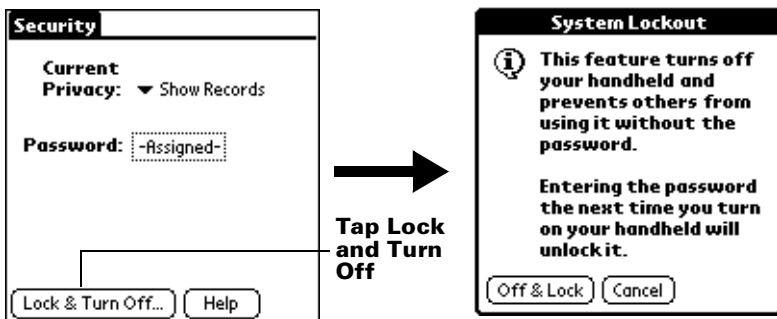 Security
Current
Privacy: Show Records
Password: -Assigned-
Lock & Turn Off... Help
Tap Lock
and Turn
Off
System Lockout
This feature turns off
your handheld and
prevents others from
using it without the
password.
Entering the password
the next time you turn
on your handheld will
unlock it.
Off & Lock Cancel